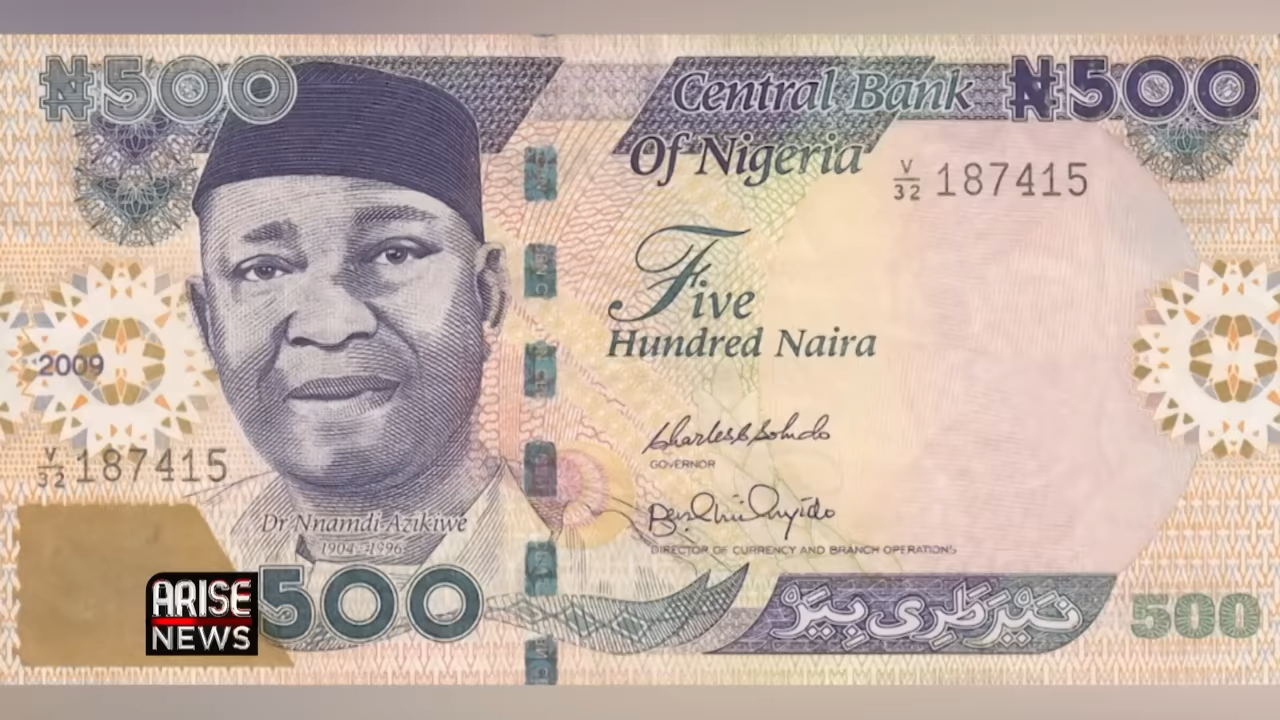 ₦500
Central Bank
Of Nigeria
₦500
V/32 187415
Five
Hundred Naira
2009
V/32 187415
GOVERNOR
Dr Nnamdi Azikiwe
1904 - 1996
DIRECTOR OF CURRENCY AND BRANCH OPERATIONS
500
نَيْرَ طَرِى بِيَرْ
500
ARISE
NEWS